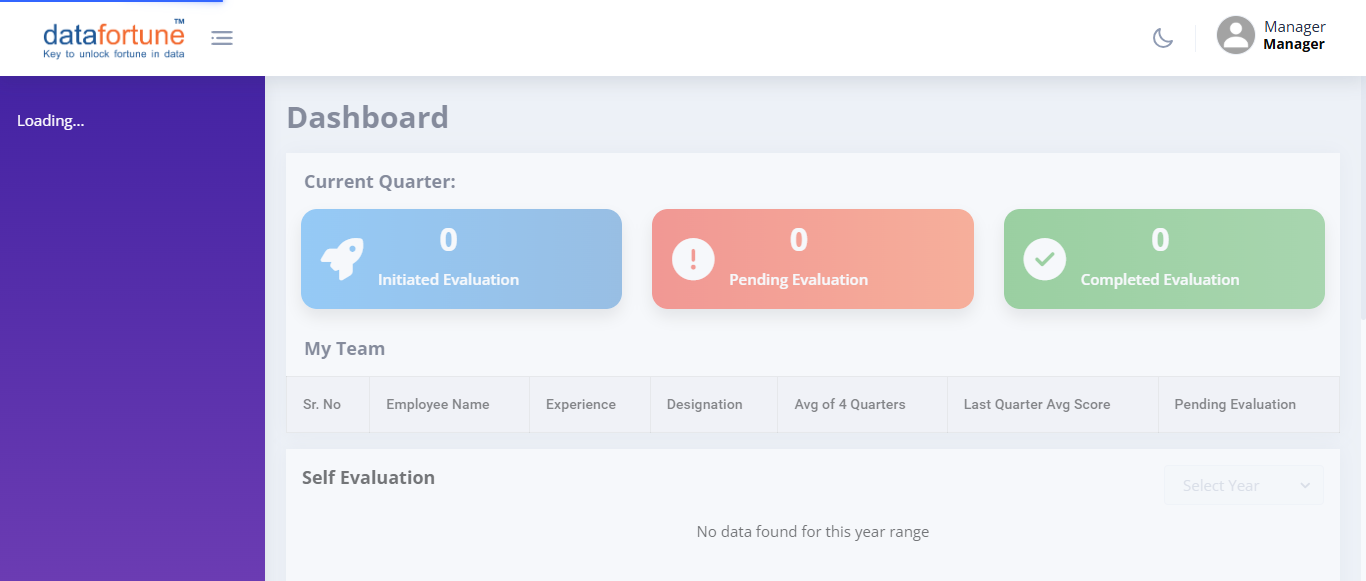 datafortune™
Key to unlock fortune in data
Manager
Manager
Loading...
Dashboard
Current Quarter:
0
Initiated Evaluation
0
Pending Evaluation
0
Completed Evaluation
My Team
Sr. No Employee Name Experience Designation Avg of 4 Quarters Last Quarter Avg Score Pending Evaluation
Self Evaluation
Select Year
No data found for this year range